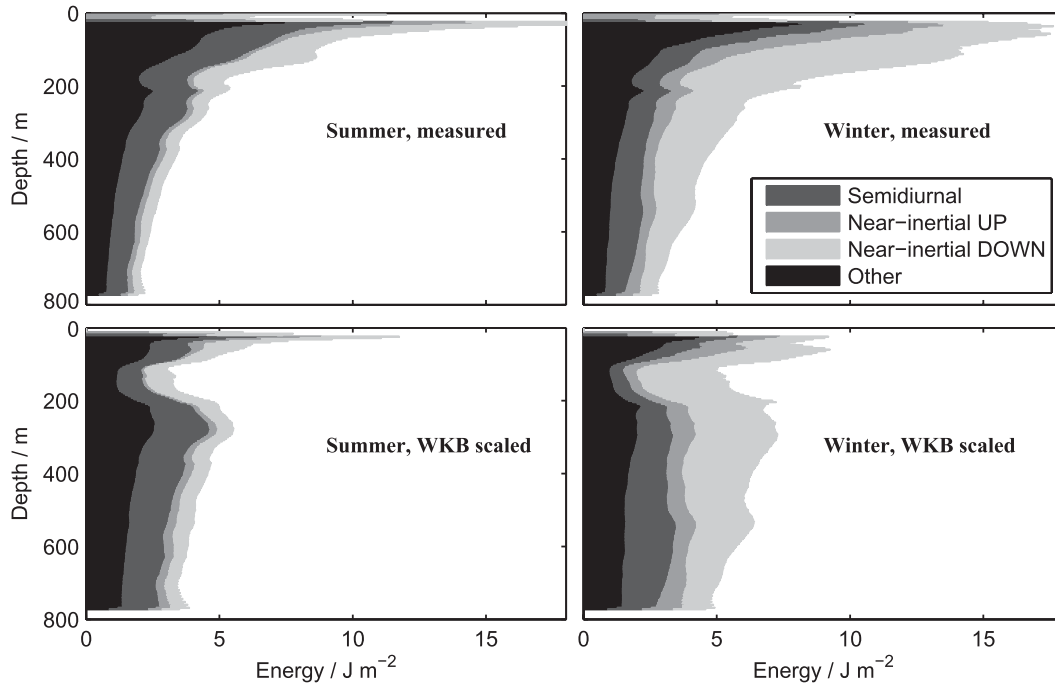 0
200
400
600
800
Depth / m
Summer, measured
Winter, measured
Semidiurnal
Near−inertial UP
Near−inertial DOWN
Other
0
200
400
600
800
Depth / m
Summer, WKB scaled
Winter, WKB scaled
0 5 10 15
0 5 10 15
Energy / J m⁻²
Energy / J m⁻²